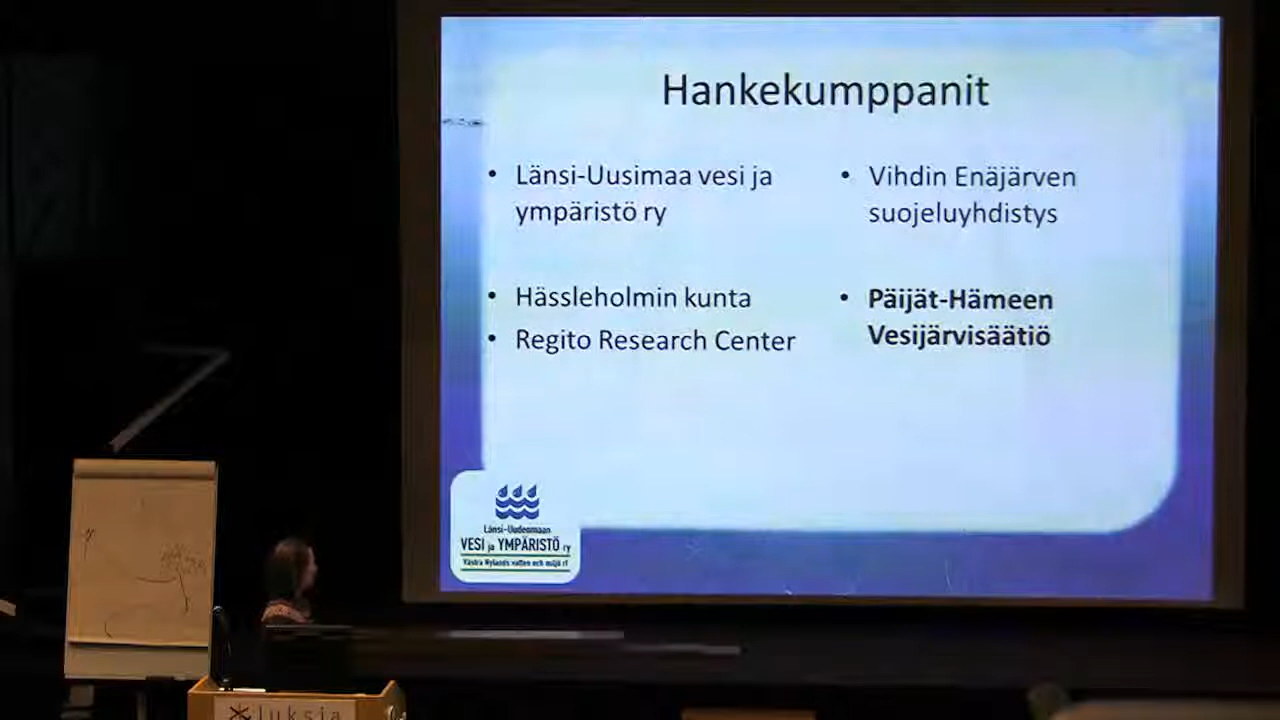 Hankekumppanit
• Länsi-Uusimaa vesi ja
ympäristö ry
• Hässleholmin kunta
• Regito Research Center
• Vihdin Enäjärven
suojeluyhdistys
• Päijät-Hämeen
Vesijärvisäätiö
Länsi-Uudenmaan
VESI ja YMPÄRISTÖ ry
Västra Nylands vatten och miljö rf
luksia